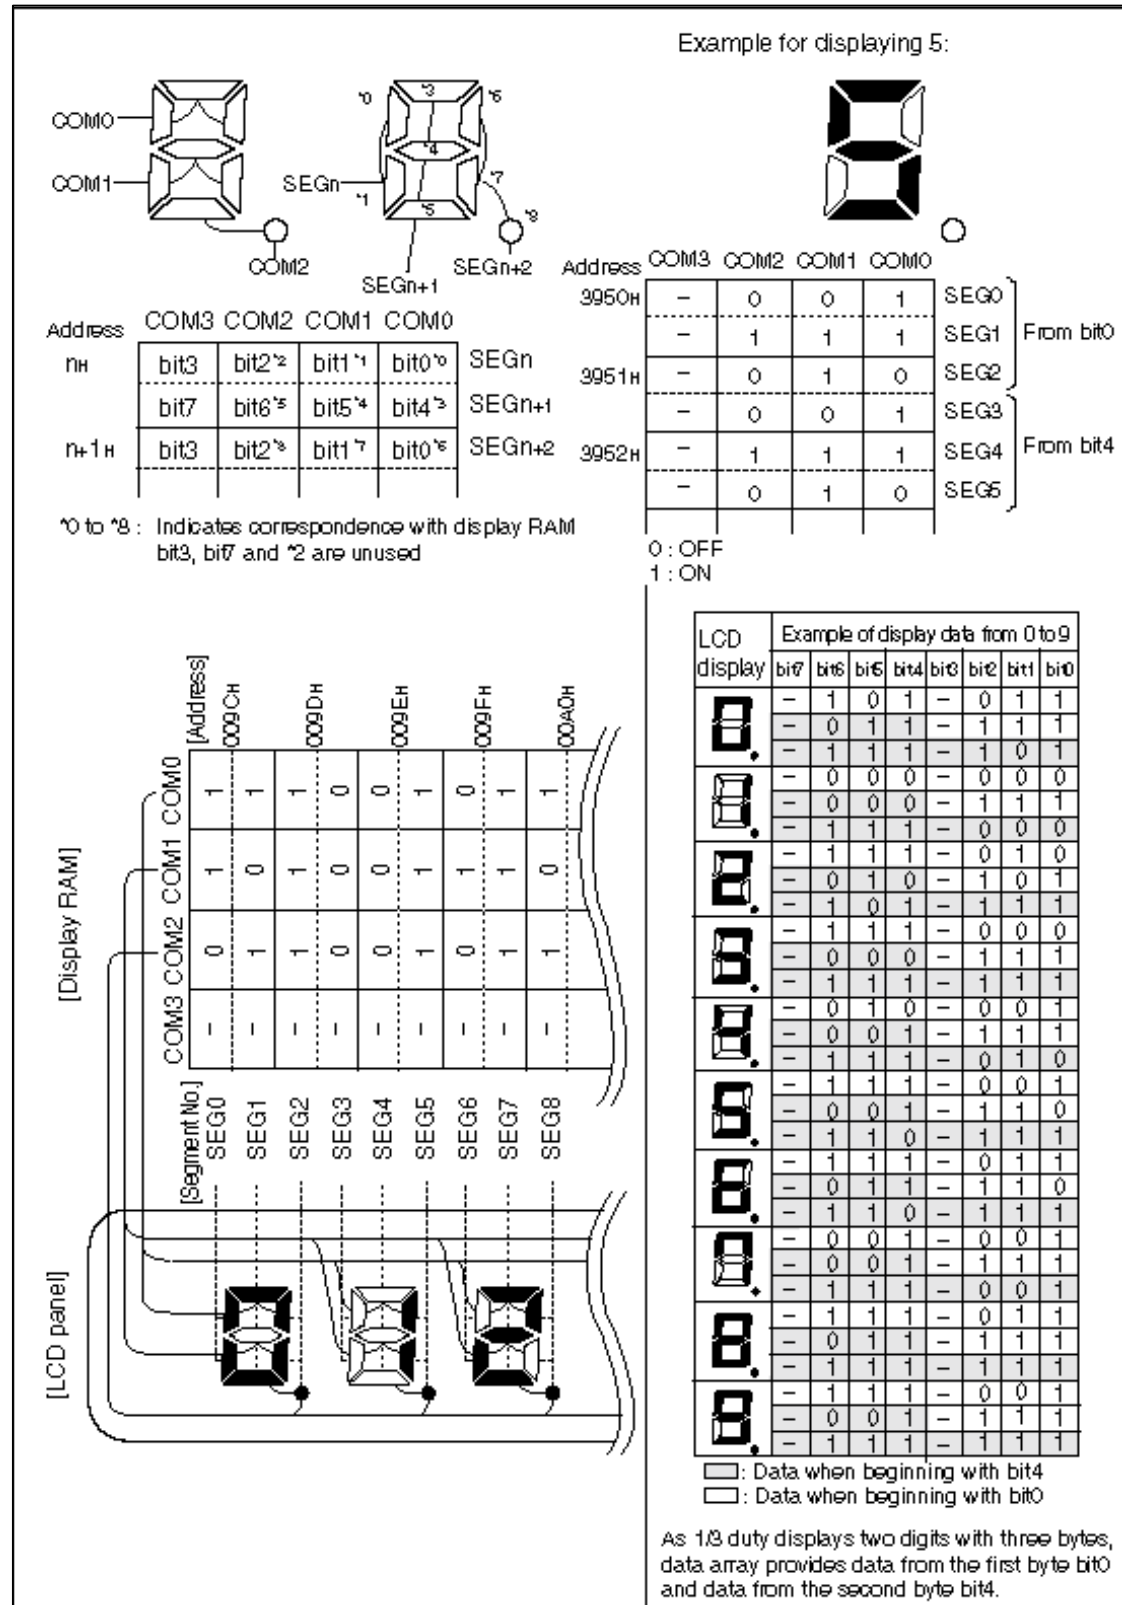 Example for displaying 5:
COM0
COM1
COM2
*0 *3 *6
*4
SEGn *1 *5 *7 *8
SEGn+1
SEGn+2
Address COM3 COM2 COM1 COM0
nH bit3 bit2*2 bit1*1 bit0*0 SEGn
bit7 bit6*5 bit5*4 bit4*3 SEGn+1
n+1H bit3 bit2*8 bit1*7 bit0*6 SEGn+2
*0 to *8 : Indicates correspondence with display RAM
bit3, bit7 and *2 are unused
Address COM3 COM2 COM1 COM0
3950H – 0 0 1 SEG0
– 1 1 1 SEG1 From bit0
3951H – 0 1 0 SEG2
– 0 0 1 SEG3
3952H – 1 1 1 SEG4 From bit4
– 0 1 0 SEG5
0 : OFF
1 : ON
[Address] 009CH 009DH 009EH 009FH 00A0H
[Display RAM]
COM0 1 1 1 0 0 1 0 1 1
COM1 1 0 1 1 1 1 1 1 0
COM2 0 1 1 0 0 1 0 1 1
COM3 – – – – – – – – –
[Segment No.] SEG0 SEG1 SEG2 SEG3 SEG4 SEG5 SEG6 SEG7 SEG8
[LCD panel]
LCD display Example of display data from 0 to 9
bit7 bit6 bit5 bit4 bit3 bit2 bit1 bit0
– 1 0 1 – 0 1 1
– 0 1 1 – 1 1 1
– 1 1 1 – 1 0 1
– 0 0 0 – 0 0 0
– 0 0 0 – 1 1 1
– 1 1 1 – 0 0 0
– 1 1 1 – 0 1 0
– 0 1 0 – 1 0 1
– 1 0 1 – 1 1 1
– 1 1 1 – 0 0 0
– 0 0 0 – 1 1 1
– 1 1 1 – 1 1 1
– 0 1 0 – 0 0 1
– 0 0 1 – 1 1 1
– 1 1 1 – 0 1 0
– 1 1 1 – 0 0 1
– 0 0 1 – 1 1 0
– 1 1 0 – 1 1 1
– 1 1 1 – 0 1 1
– 0 1 1 – 1 1 0
– 1 1 0 – 1 1 1
– 0 0 1 – 0 0 1
– 0 0 1 – 1 1 1
– 1 1 1 – 0 0 1
– 1 1 1 – 0 1 1
– 0 1 1 – 1 1 1
– 1 1 1 – 1 1 1
– 1 1 1 – 0 0 1
– 0 0 1 – 1 1 1
– 1 1 1 – 1 1 1
: Data when beginning with bit4
: Data when beginning with bit0
As 1/3 duty displays two digits with three bytes,
data array provides data from the first byte bit0
and data from the second byte bit4.